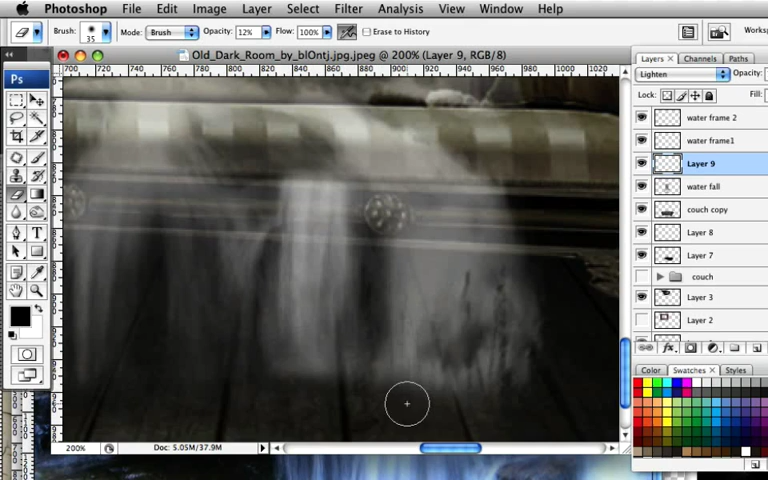 Photoshop File Edit Image Layer Select Filter Analysis View Window Help
Brush: 35 Mode: Brush Opacity: 12% Flow: 100% Erase to History
Old_Dark_Room_by_blOntj.jpg.jpeg @ 200% (Layer 9, RGB/8)
700 720 740 760 780 800 820 840 860 880 900 910 920 940 960 980 1000 1020
Ps
T
200% Doc: 5.05M/37.9M
Layers x Channels Paths
Lighten Opacity:
Lock: Fill:
water frame 2
water frame1
Layer 9
water fall
couch copy
Layer 8
Layer 7
couch
Layer 3
Layer 2
Color Swatches x Styles